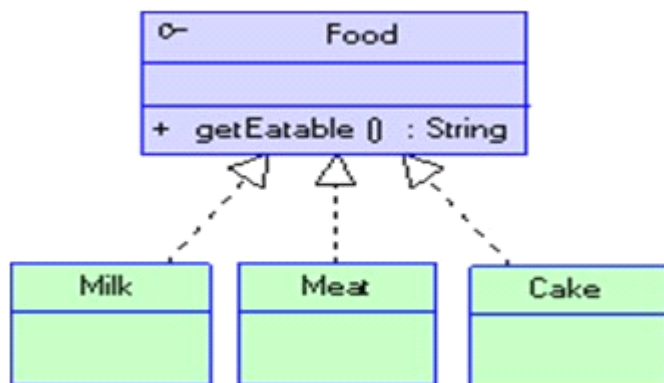 Food
+ getEatable () : String
Milk
Meat
Cake